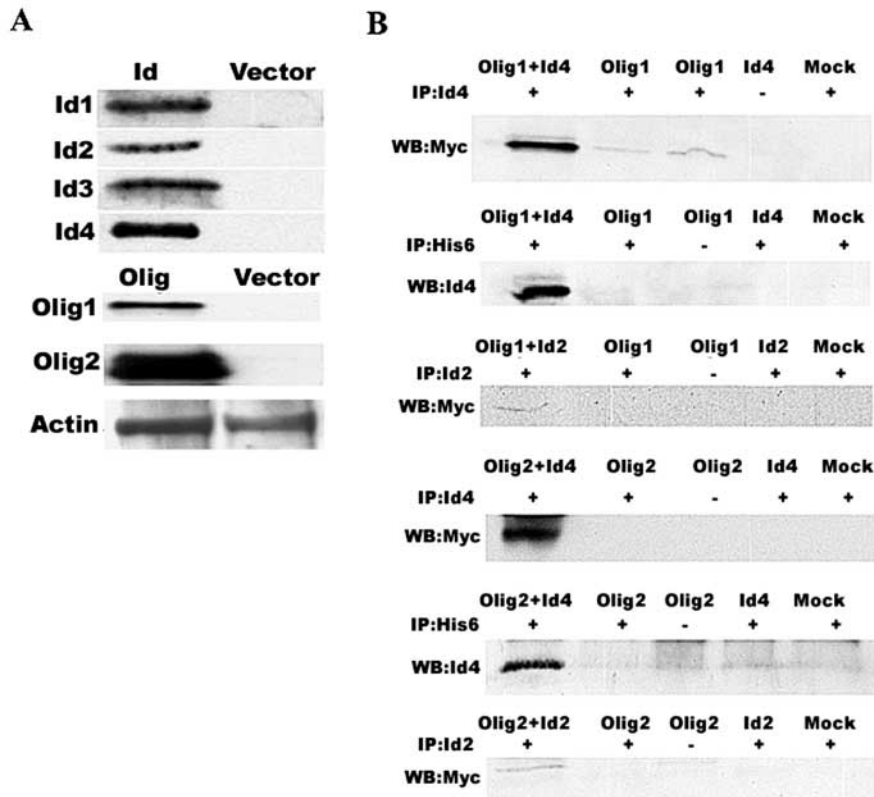 A
Id Vector
Id1
Id2
Id3
Id4
Olig Vector
Olig1
Olig2
Actin
B
Olig1+Id4 Olig1 Olig1 Id4 Mock
IP:Id4 + + + - +
WB:Myc
Olig1+Id4 Olig1 Olig1 Id4 Mock
IP:His6 + + - + +
WB:Id4
Olig1+Id2 Olig1 Olig1 Id2 Mock
IP:Id2 + + - + +
WB:Myc
Olig2+Id4 Olig2 Olig2 Id4 Mock
IP:Id4 + + - + +
WB:Myc
Olig2+Id4 Olig2 Olig2 Id4 Mock
IP:His6 + + - + +
WB:Id4
Olig2+Id2 Olig2 Olig2 Id2 Mock
IP:Id2 + + - + +
WB:Myc